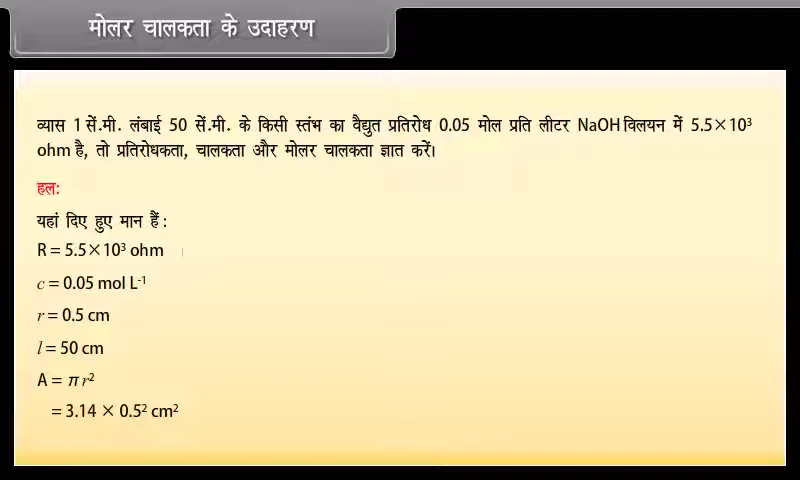 मोलर चालकता के उदाहरण
व्यास 1 सें.मी. लंबाई 50 सें.मी. के किसी स्तंभ का वैद्युत प्रतिरोध 0.05 मोल प्रति लीटर NaOH विलयन में 5.5×10³
ohm है, तो प्रतिरोधकता, चालकता और मोलर चालकता ज्ञात करें।
हल:
यहां दिए हुए मान हैं :
R = 5.5×10³ ohm
c = 0.05 mol L⁻¹
r = 0.5 cm
l = 50 cm
A = π r²
= 3.14 × 0.5² cm²